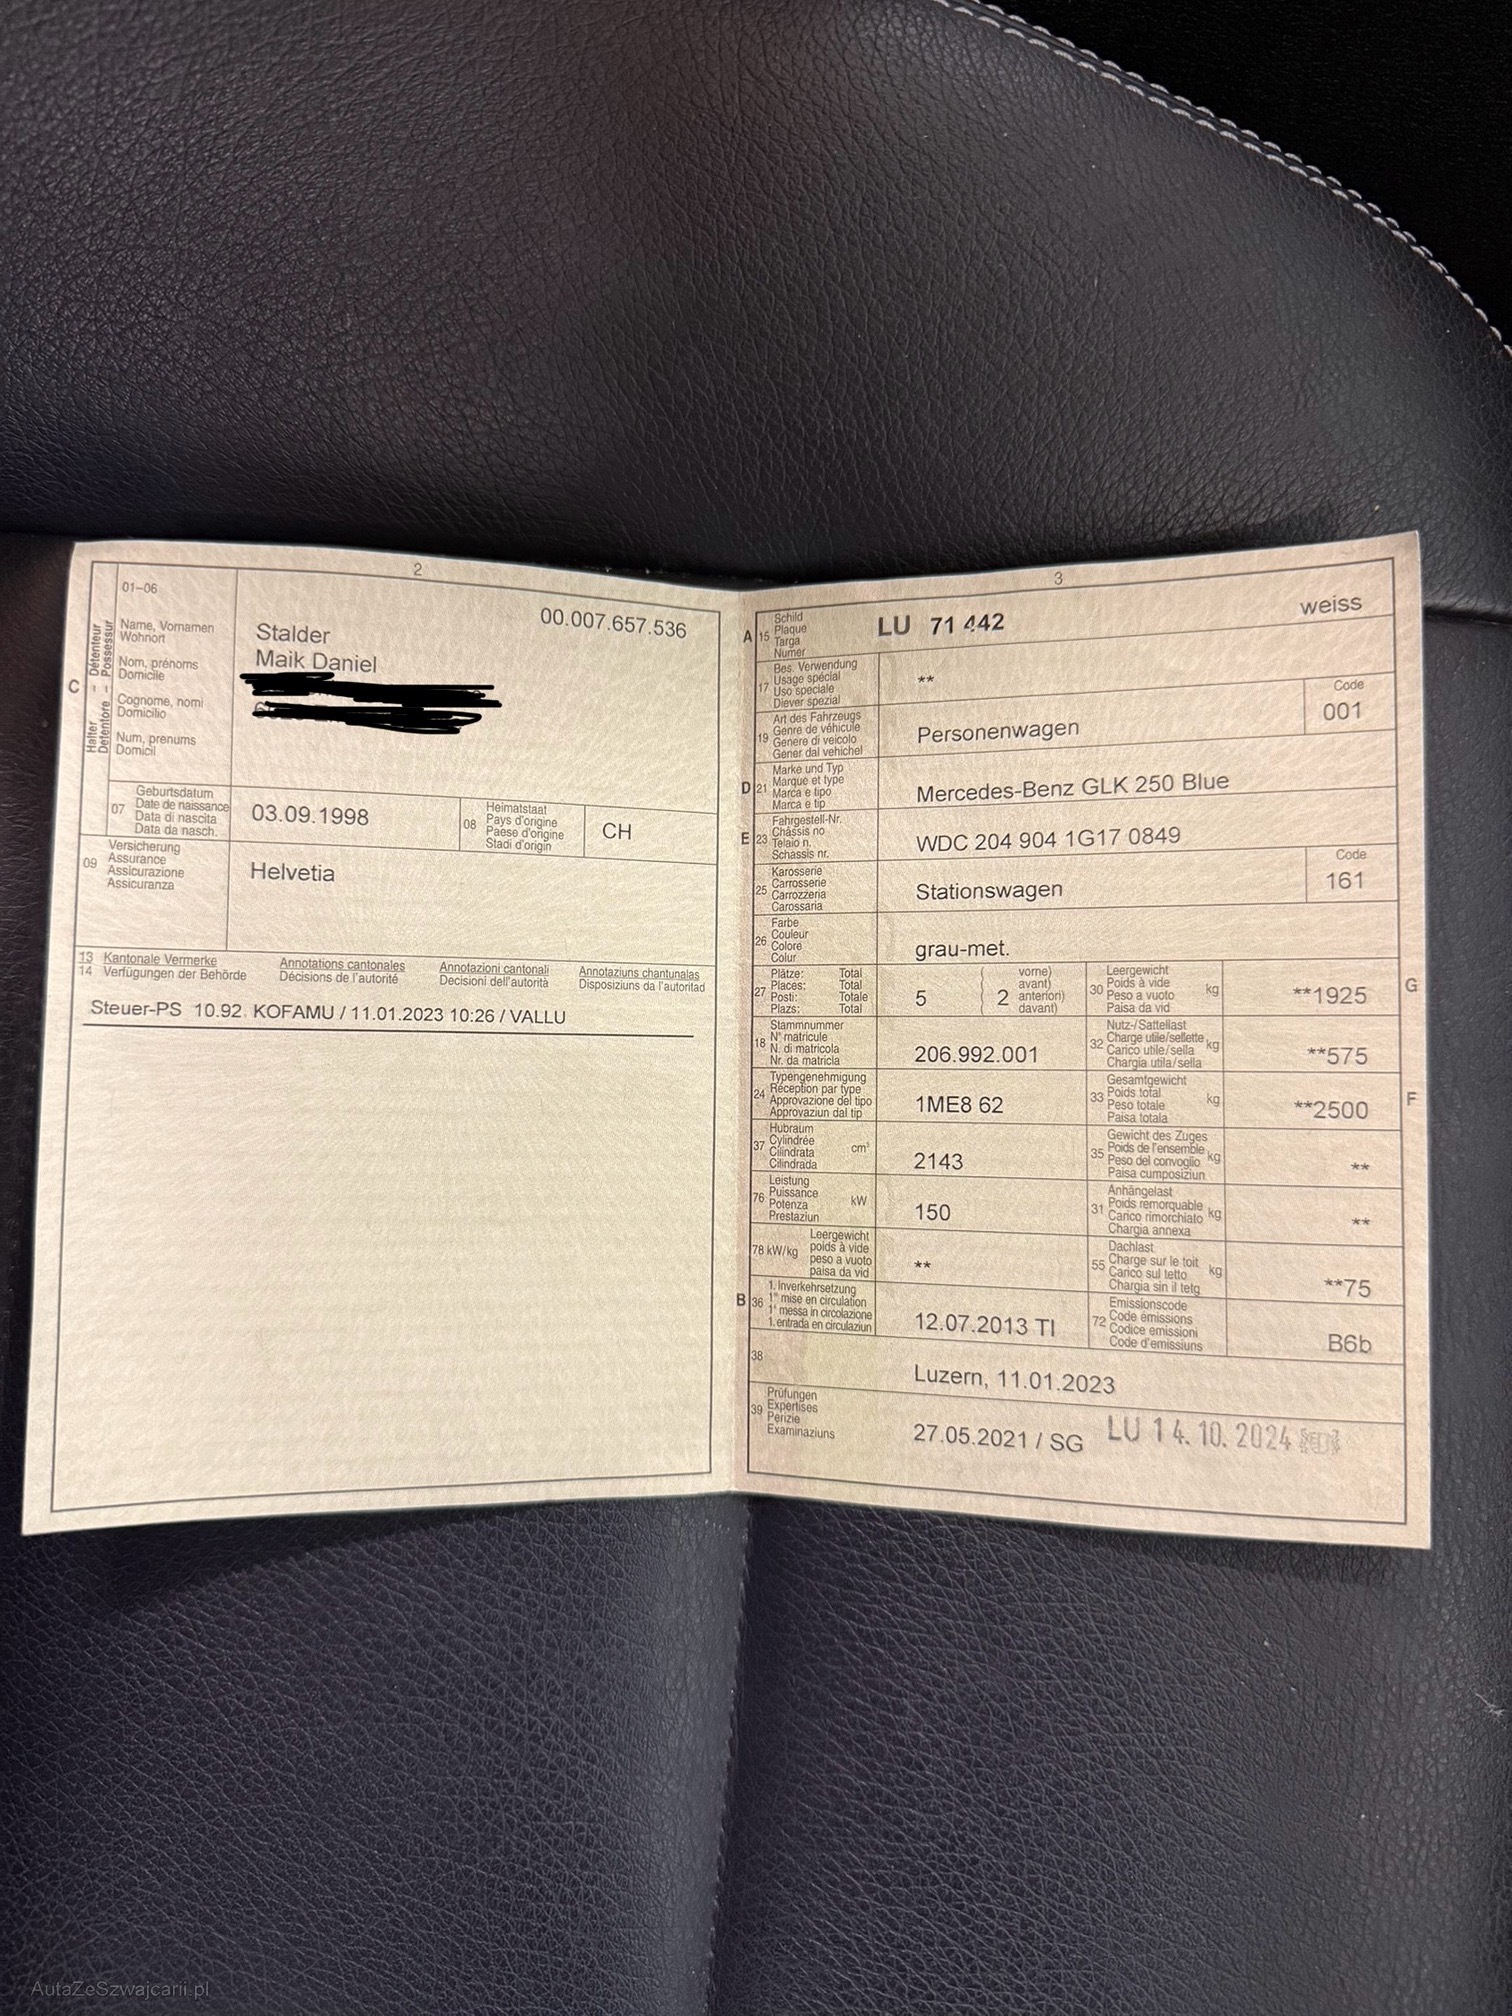 2
01–06
00.007.657.536
C
Halter – Détenteur
Detentore – Possessur
Name, Vornamen
Wohnort
Nom, prénoms
Domicile
Cognome, nomi
Domicilio
Num, prenums
Domicil
Stalder
Maik Daniel
07
Geburtsdatum
Date de naissance
Data di nascita
Data da nasch.
03.09.1998
08
Heimatstaat
Pays d'origine
Paese di origine
Stadi d'origin
CH
09
Versicherung
Assurance
Assicurazione
Assicuranza
Helvetia
13 Kantonale Vermerke Annotations cantonales Annotazioni cantonali Annotaziuns chantunalas
14 Verfügungen der Behörde Décisions de l'autorité Decisioni dell'autorità Disposiziuns da l'autoritad
Steuer-PS 10.92 KOFAMU / 11.01.2023 10:26 / VALLU
3
A 15
Schild
Plaque
Targa
Numer
LU 71 442
weiss
17
Bes. Verwendung
Usage spécial
Uso speciale
Diever spezial
**
19
Art des Fahrzeugs
Genre de véhicule
Genere di veicolo
Gener dal vehichel
Personenwagen
Code
001
D 21
Marke und Typ
Marque et type
Marca e tipo
Marca e tip
Mercedes-Benz GLK 250 Blue
E 23
Fahrgestell-Nr.
Châssis no
Telaio n.
Schassis nr.
WDC 204 904 1G17 0849
25
Karosserie
Carrosserie
Carrozzeria
Carossaria
Stationswagen
Code
161
26
Farbe
Couleur
Colore
Colur
grau-met.
27
Plätze: Total
Places: Total
Posti: Totale
Plazs: Total
5
2
vorne)
avant)
anteriori)
davant)
30
Leergewicht
Poids à vide
Peso a vuoto
Paisa da vid
kg
**1925
G
18
Stammnummer
N° matricule
N. di matricola
Nr. da matricla
206.992.001
32
Nutz-/Sattellast
Charge utile/sellette
Carico utile/sella
Chargia utila/sella
kg
**575
24
Typengenehmigung
Réception par type
Approvazione del tipo
Approvaziun dal tip
1ME8 62
33
Gesamtgewicht
Poids total
Peso totale
Paisa totala
kg
**2500
F
37
Hubraum
Cylindrée
Cilindrata
Cilindrada
cm³
2143
35
Gewicht des Zuges
Poids de l'ensemble
Peso del convoglio
Paisa cumposiziun
kg
**
76
Leistung
Puissance
Potenza
Prestaziun
kW
150
31
Anhängelast
Poids remorquable
Carico rimorchiato
Chargia annexa
kg
**
78 kW/kg
Leergewicht
poids à vide
peso a vuoto
paisa da vid
**
55
Dachlast
Charge sur le toit
Carico sul tetto
Chargia sin il tetg
kg
**75
B 36
1. Inverkehrsetzung
1re mise en circulation
1a messa in circolazione
1. entrada en circulaziun
12.07.2013 TI
72
Emissionscode
Code émissions
Codice emissioni
Code d'emissiuns
B6b
38
Luzern, 11.01.2023
39
Prüfungen
Expertises
Perizie
Examinaziuns
27.05.2021 / SG
LU 14.10.2024
AutaZeSzwajcarii.pl